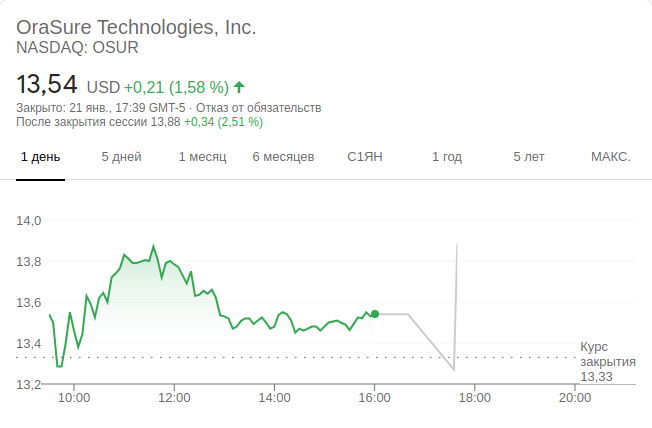 OraSure Technologies, Inc.
NASDAQ: OSUR
13,54 USD +0,21 (1,58 %)
Закрыто: 21 янв., 17:39 GMT-5 · Отказ от обязательств
После закрытия сессии 13,88 +0,34 (2,51 %)
1 день 5 дней 1 месяц 6 месяцев С1ЯН 1 год 5 лет МАКС.
14,0
13,8
13,6
13,4
13,2
Курс
закрытия
13,33
10:00 12:00 14:00 16:00 18:00 20:00